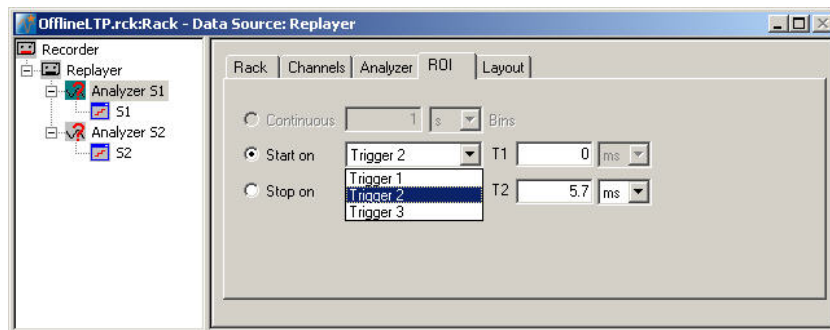 OfflineLTP.rck:Rack - Data Source: Replayer
Recorder
Replayer
Analyzer S1
S1
Analyzer S2
S2
Rack Channels Analyzer ROI Layout
Continuous 1 s Bins
Start on Trigger 2 T1 0 ms
Trigger 1
Stop on Trigger 2 T2 5.7 ms
Trigger 3